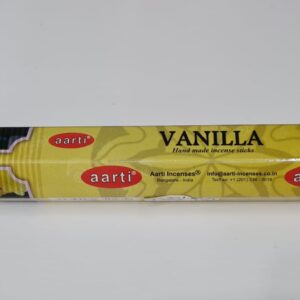 aarti®
VANILLA
Hand made incense sticks
aarti®
Aarti Incenses®
Bangalore - India
info@aarti-incenses.co.in